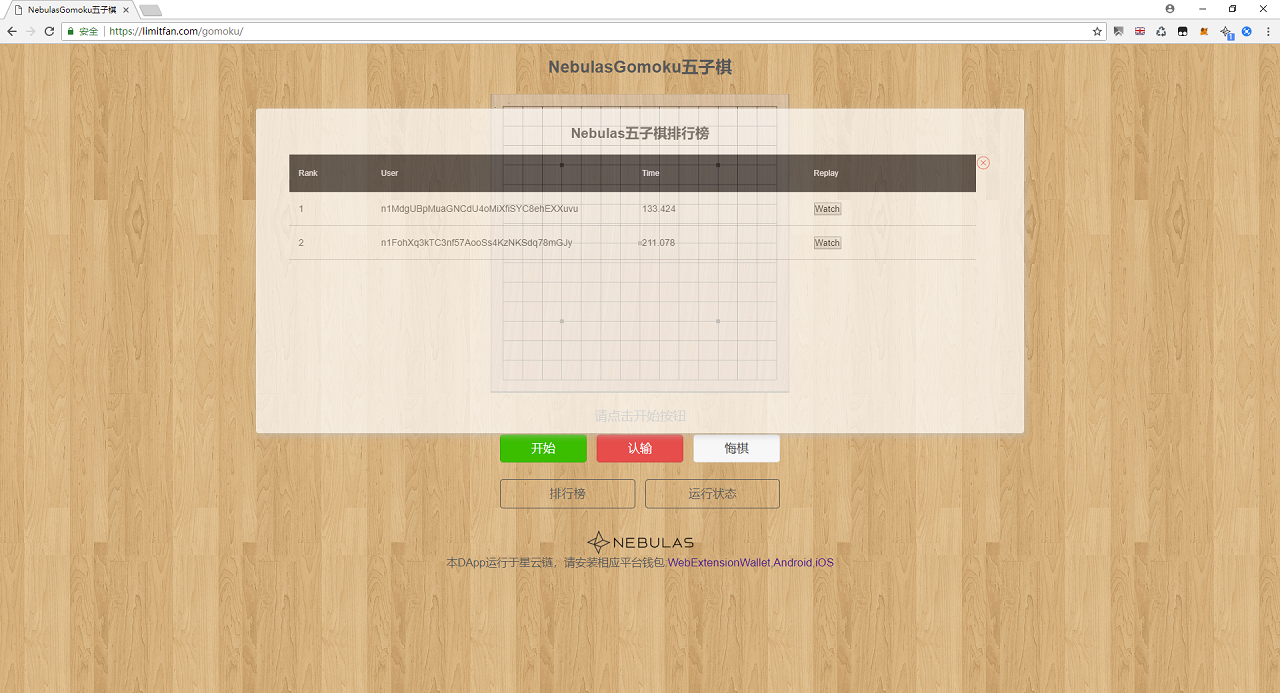 NebulasGomoku五子棋
安全 https://limitfan.com/gomoku/
1
NebulasGomoku五子棋
Nebulas五子棋排行榜
Rank User Time Replay
1 n1MdgUBpMuaGNCdU4oMiXfiSYC8ehEXXuvu 133.424 Watch
2 n1FohXq3kTC3nf57AooSs4KzNKSdq78mGJy 211.078 Watch
请点击开始按钮
开始 认输 悔棋
排行榜 运行状态
NEBULAS
本DApp运行于星云链，请安装相应平台钱包:WebExtensionWallet,Android,iOS